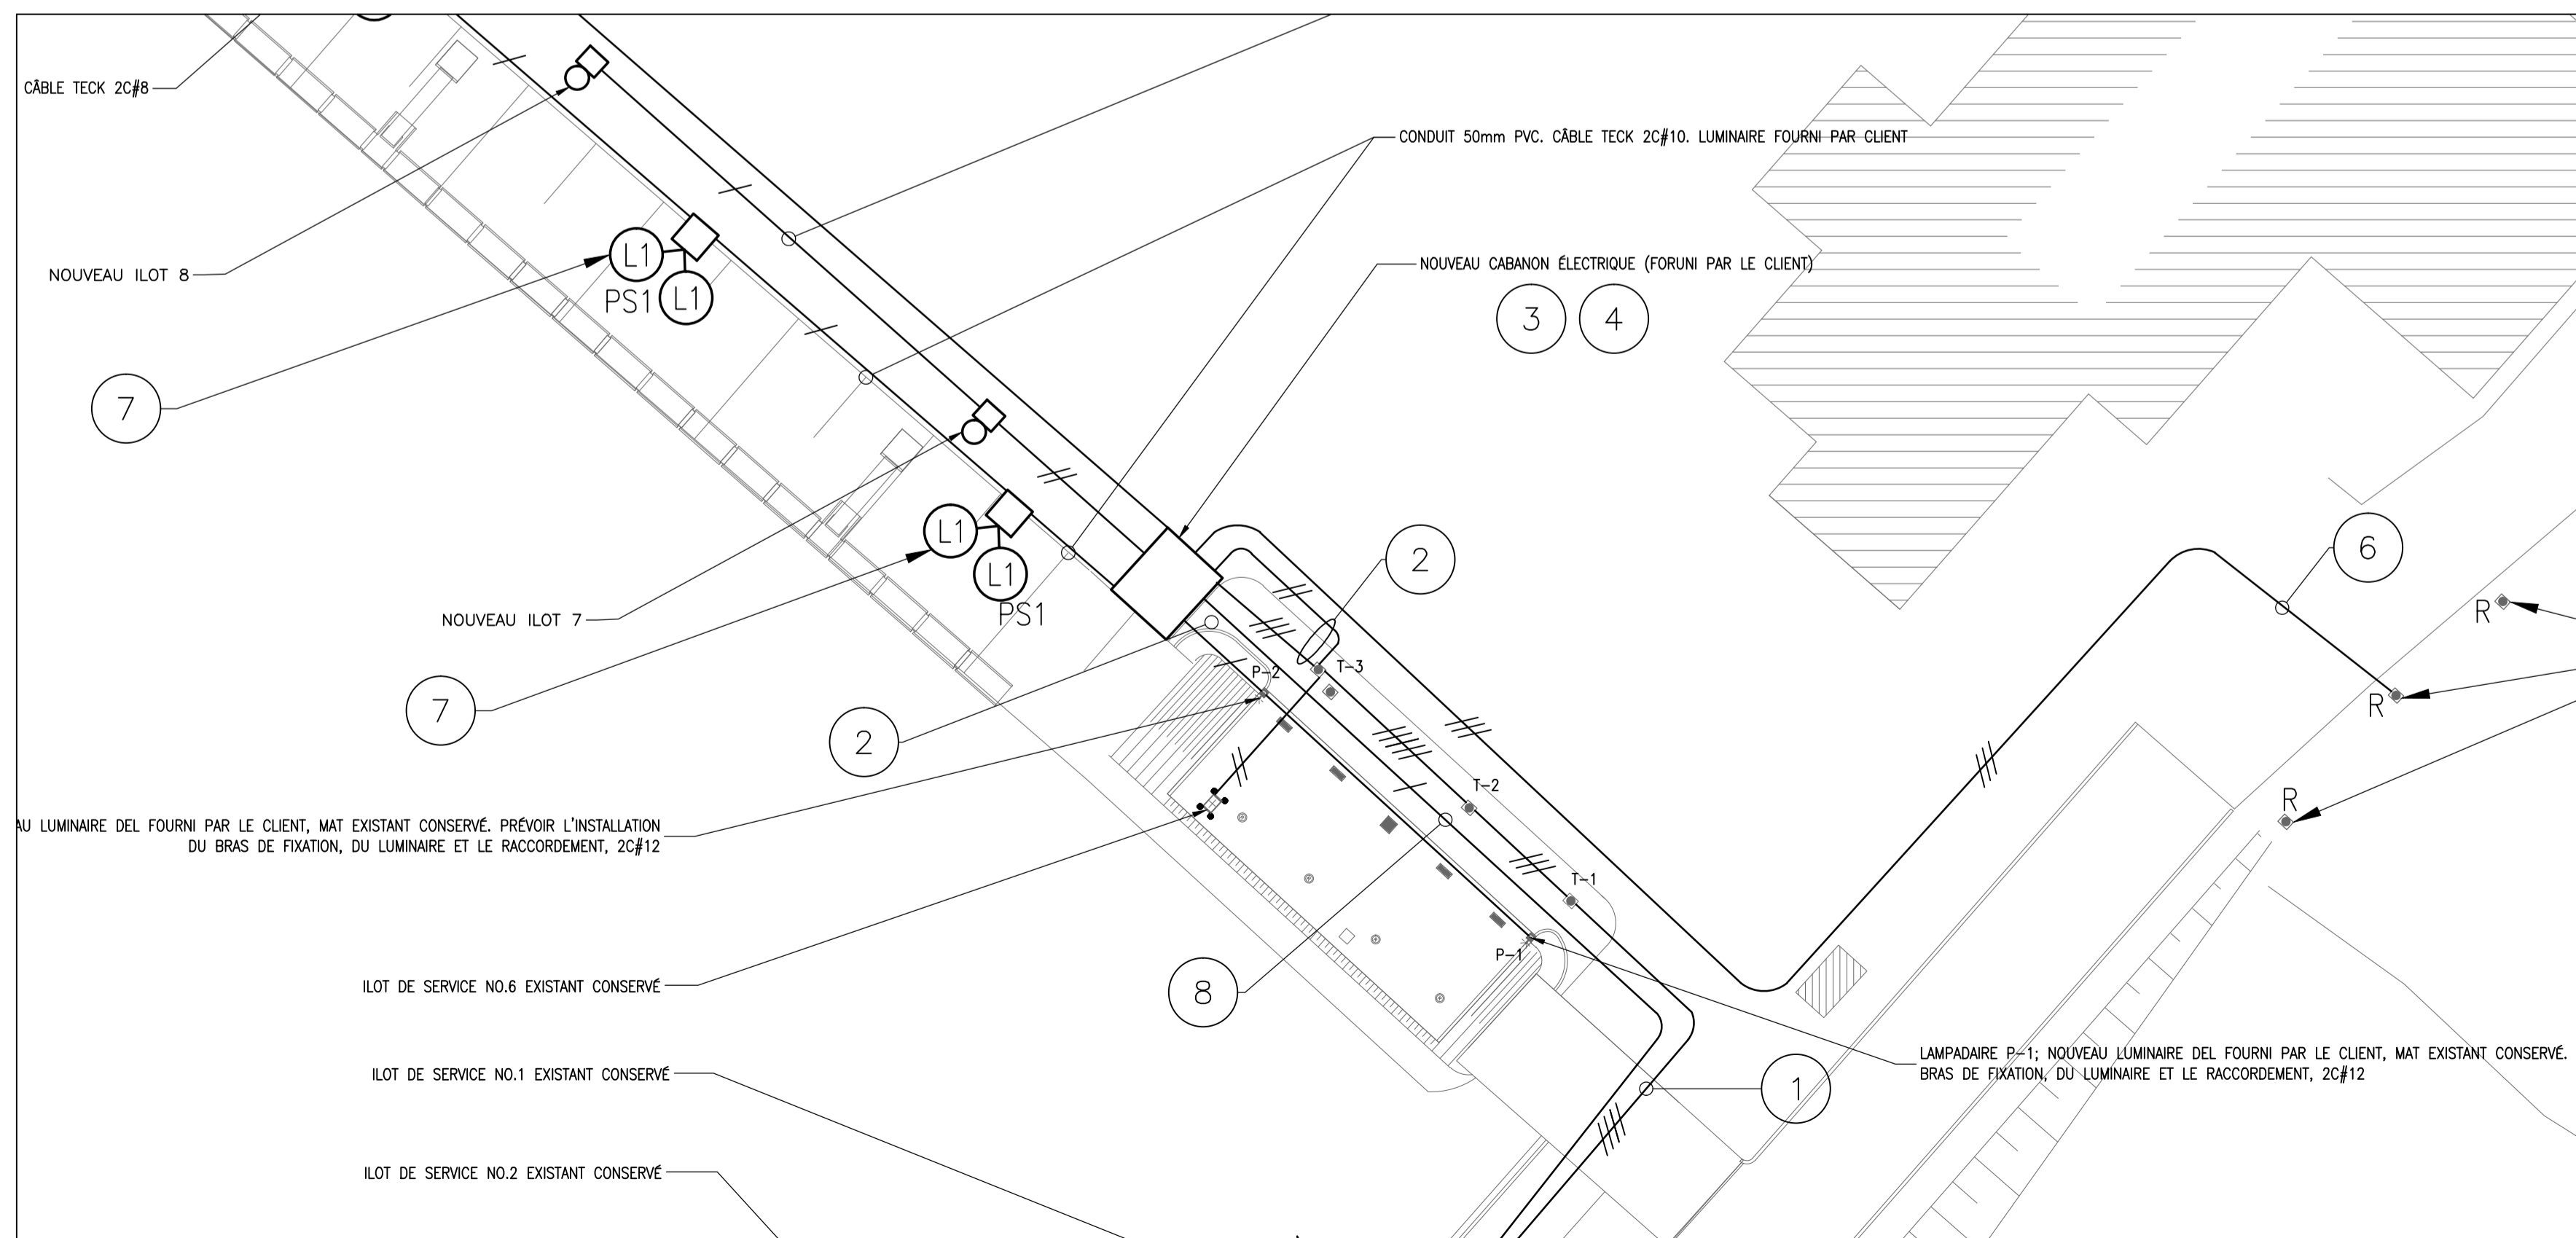 CÂBLE TECK 2C#8
CONDUIT 50mm PVC. CÂBLE TECK 2C#10. LUMINAIRE FOURNI PAR CLIENT
NOUVEAU ILOT 8
L1
L1
PS1
NOUVEAU CABANON ÉLECTRIQUE (FORUNI PAR LE CLIENT)
3
4
7
L1
L1
PS1
2
6
NOUVEAU ILOT 7
R
R
R
7
2
P-2
T-3
T-2
T-1
P-1
AU LUMINAIRE DEL FOURNI PAR LE CLIENT, MAT EXISTANT CONSERVÉ. PRÉVOIR L'INSTALLATION
DU BRAS DE FIXATION, DU LUMINAIRE ET LE RACCORDEMENT, 2C#12
ILOT DE SERVICE NO.6 EXISTANT CONSERVÉ
8
LAMPADAIRE P-1; NOUVEAU LUMINAIRE DEL FOURNI PAR LE CLIENT, MAT EXISTANT CONSERVÉ.
BRAS DE FIXATION, DU LUMINAIRE ET LE RACCORDEMENT, 2C#12
ILOT DE SERVICE NO.1 EXISTANT CONSERVÉ
1
ILOT DE SERVICE NO.2 EXISTANT CONSERVÉ